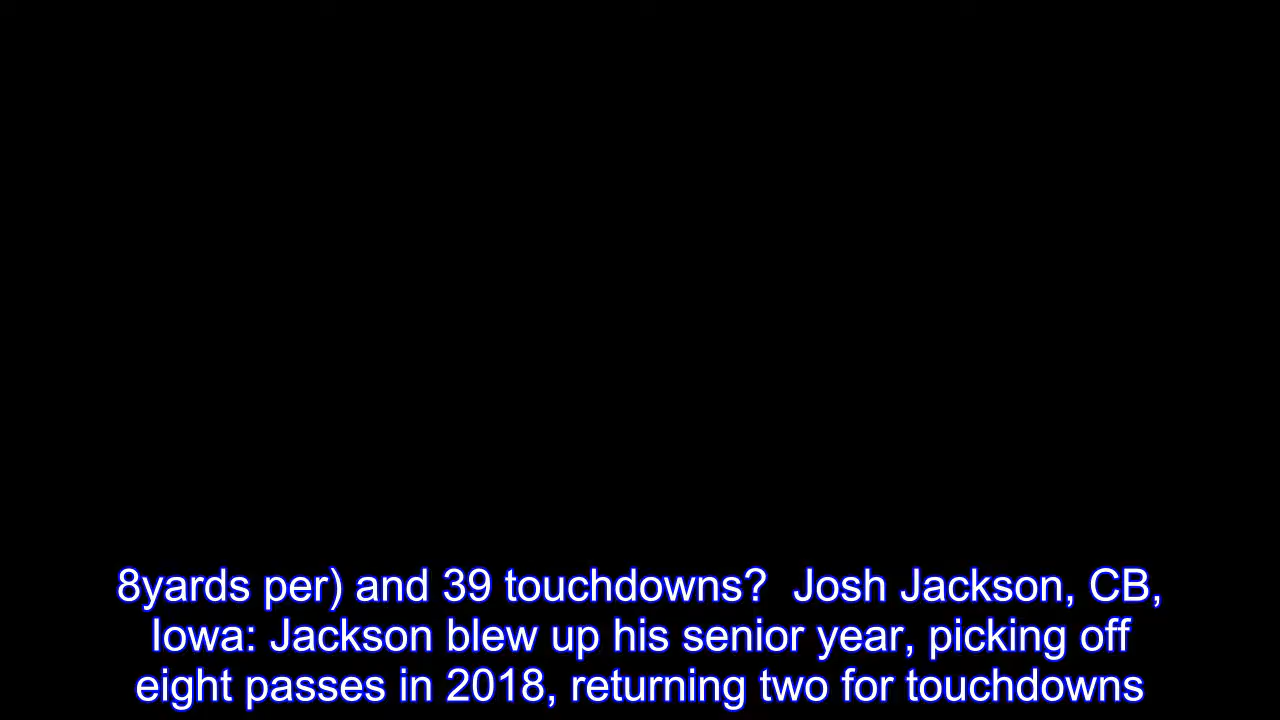 8yards per) and 39 touchdowns?  Josh Jackson, CB,
Iowa: Jackson blew up his senior year, picking off
eight passes in 2018, returning two for touchdowns